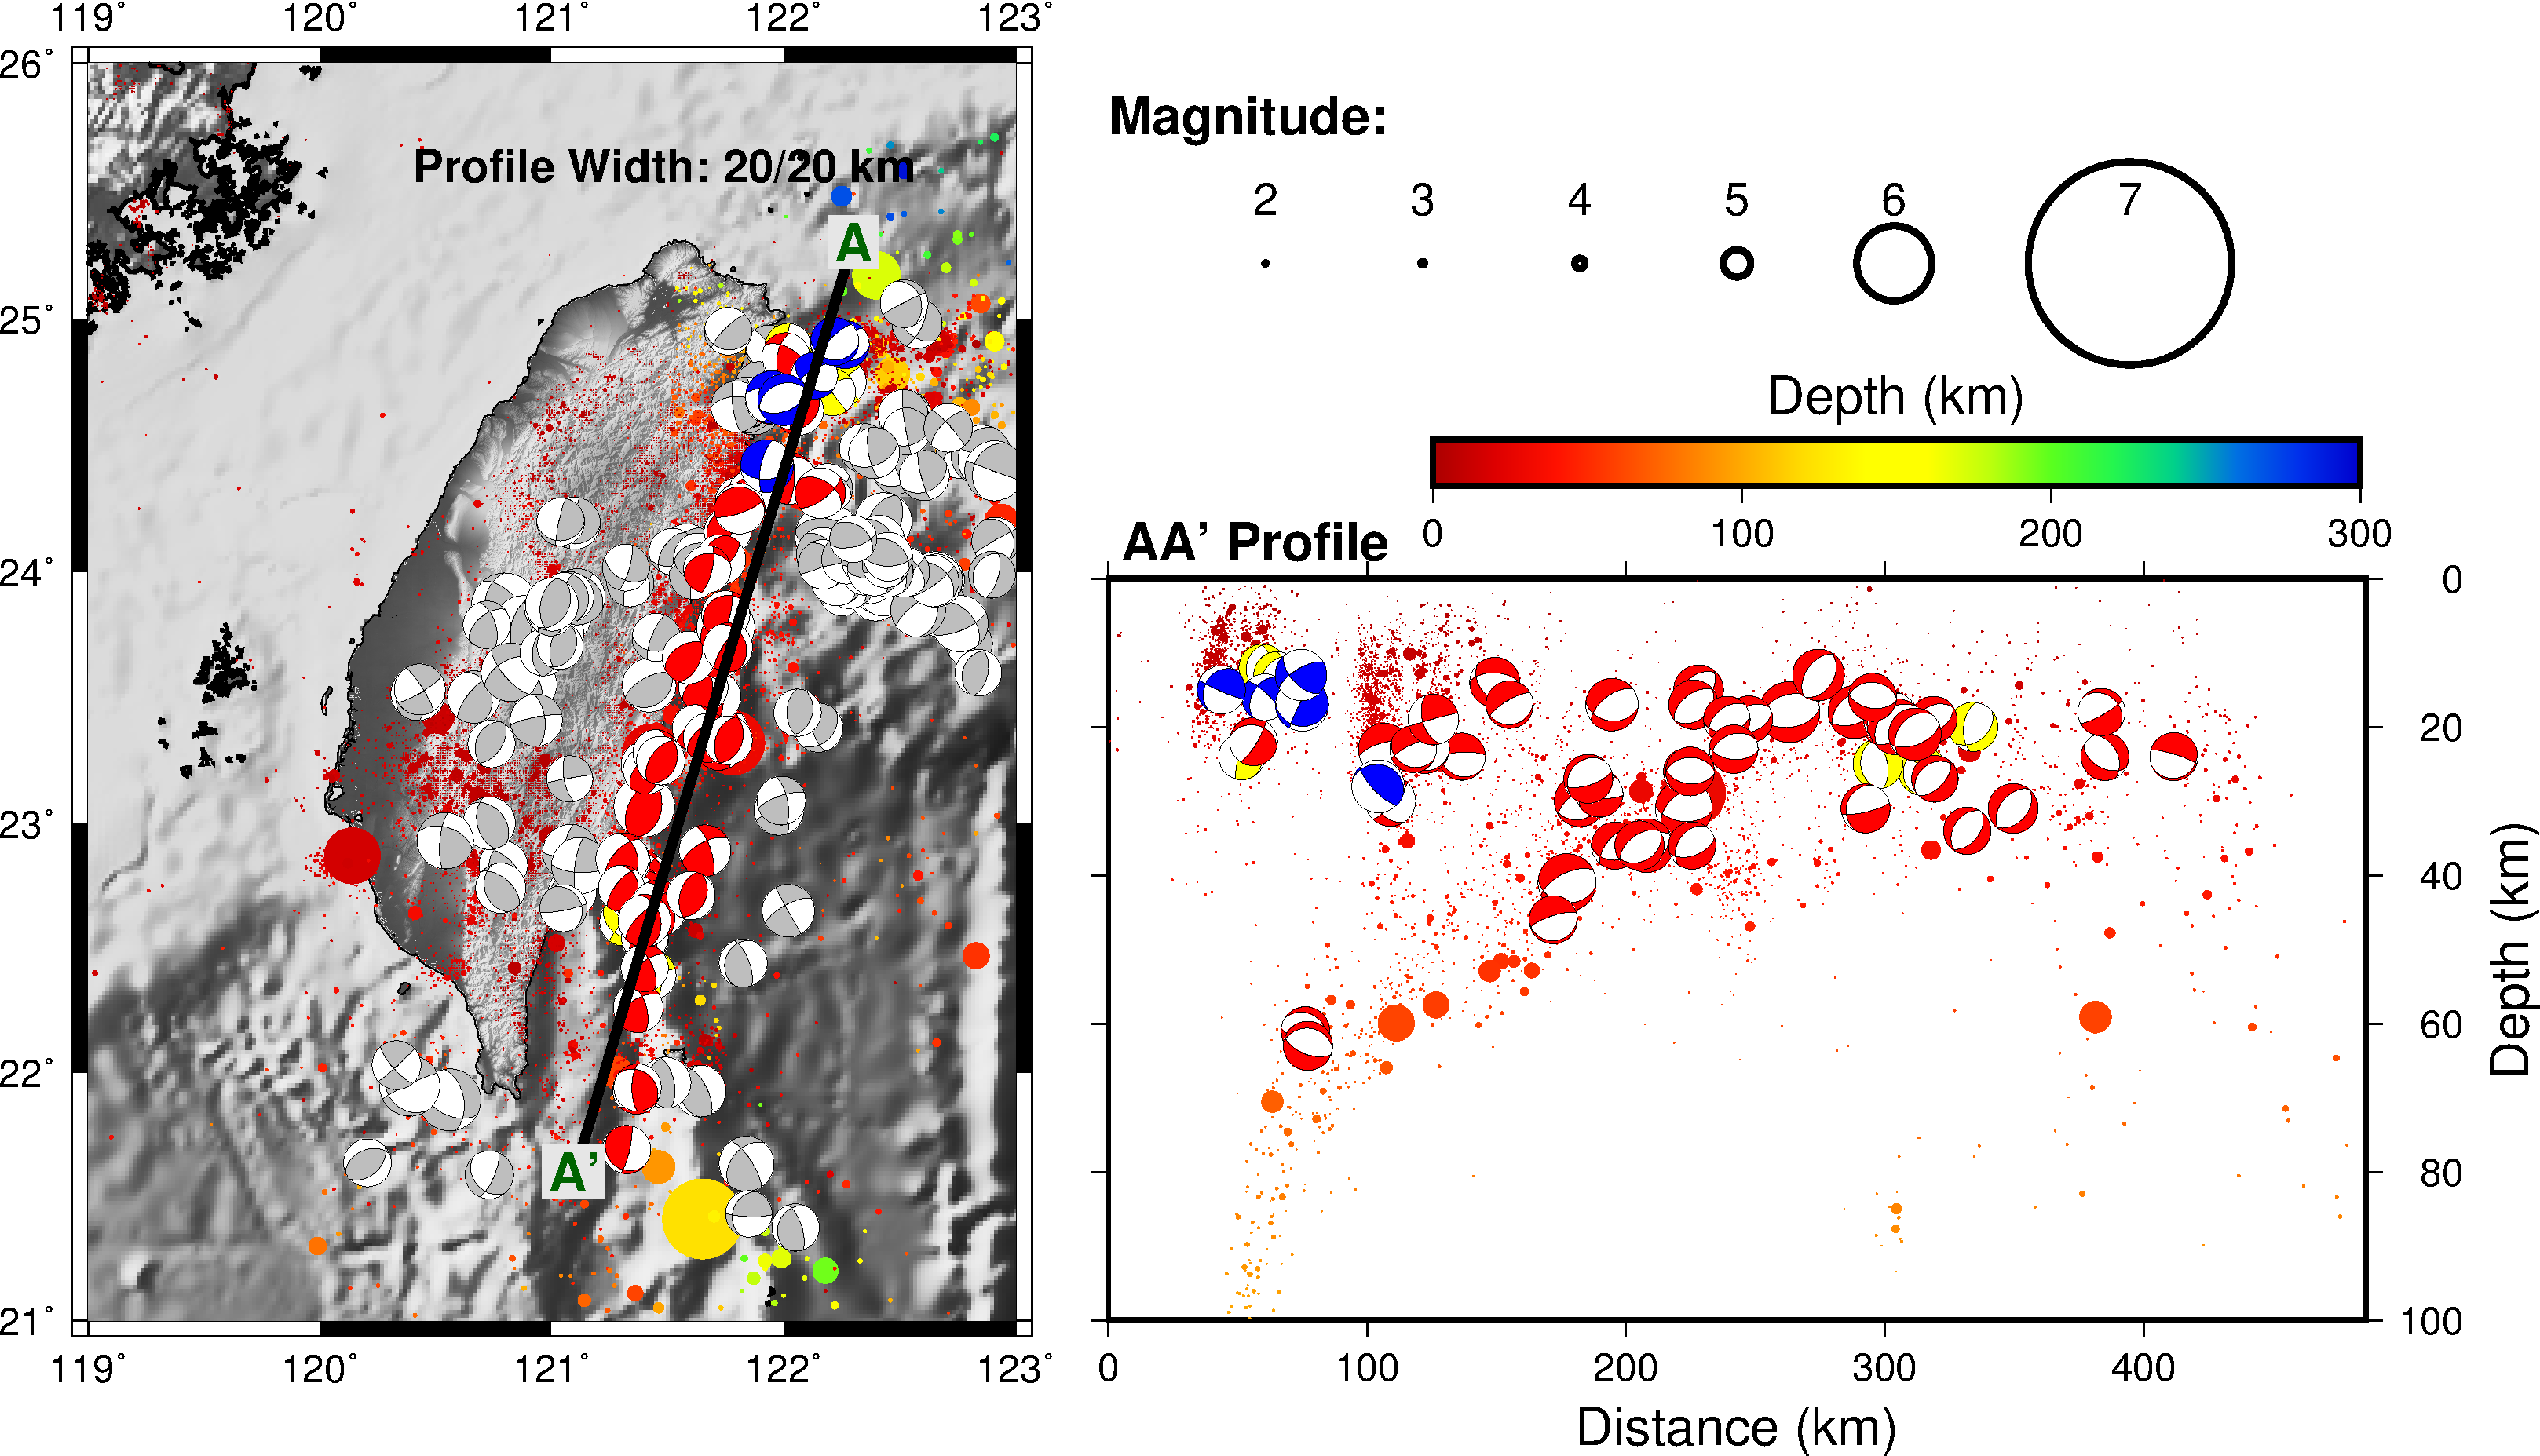 119° 120° 121° 122° 123°
26°
25°
24°
23°
22°
21°
Profile Width: 20/20 km
A
A’
119° 120° 121° 122° 123°
Magnitude:
2 3 4 5 6 7
Depth (km)
0 100 200 300
AA’ Profile
0
20
40
60
80
100
Depth (km)
0 100 200 300 400
Distance (km)